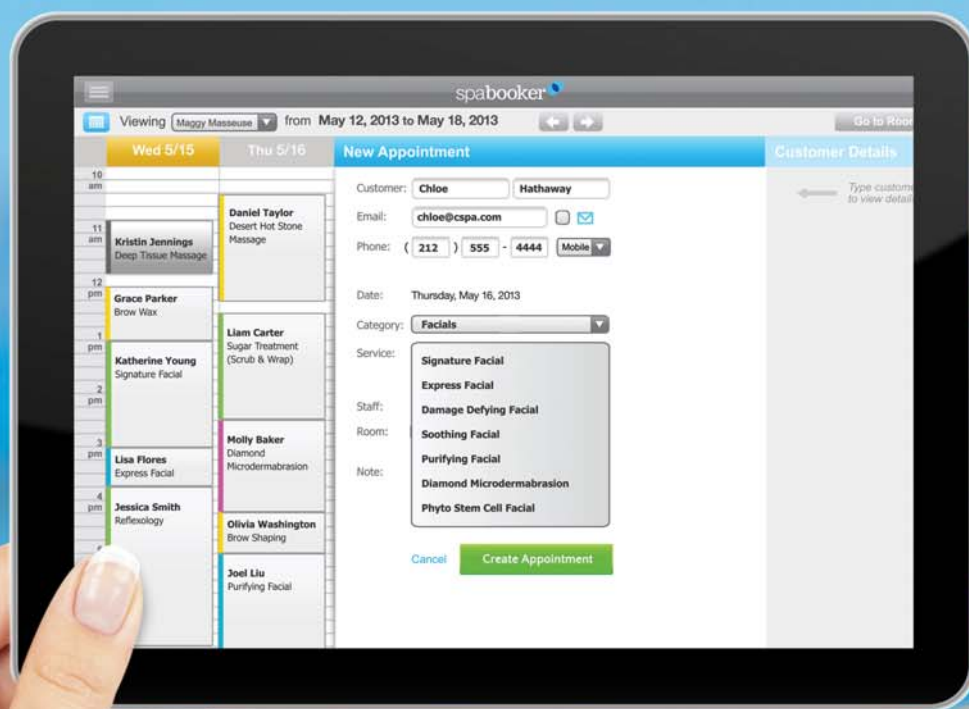 spabooker
Viewing Maggy Masseuse from May 12, 2013 to May 18, 2013
Go to Roo
Wed 5/15
Thu 5/16
New Appointment
Customer Details
10
am
11
am
12
pm
1
pm
2
pm
3
pm
4
pm
Kristin Jennings
Deep Tissue Massage
Grace Parker
Brow Wax
Katherine Young
Signature Facial
Lisa Flores
Express Facial
Jessica Smith
Reflexology
Daniel Taylor
Desert Hot Stone
Massage
Liam Carter
Sugar Treatment
(Scrub & Wrap)
Molly Baker
Diamond
Microdermabrasion
Olivia Washington
Brow Shaping
Joel Liu
Purifying Facial
Customer: Chloe Hathaway
Email: chloe@cspa.com
Phone: ( 212 ) 555 - 4444 Mobile
Date: Thursday, May 16, 2013
Category: Facials
Service:
Signature Facial
Express Facial
Damage Defying Facial
Soothing Facial
Purifying Facial
Diamond Microdermabrasion
Phyto Stem Cell Facial
Staff:
Room:
Note:
Cancel Create Appointment
Type custome
to view detail